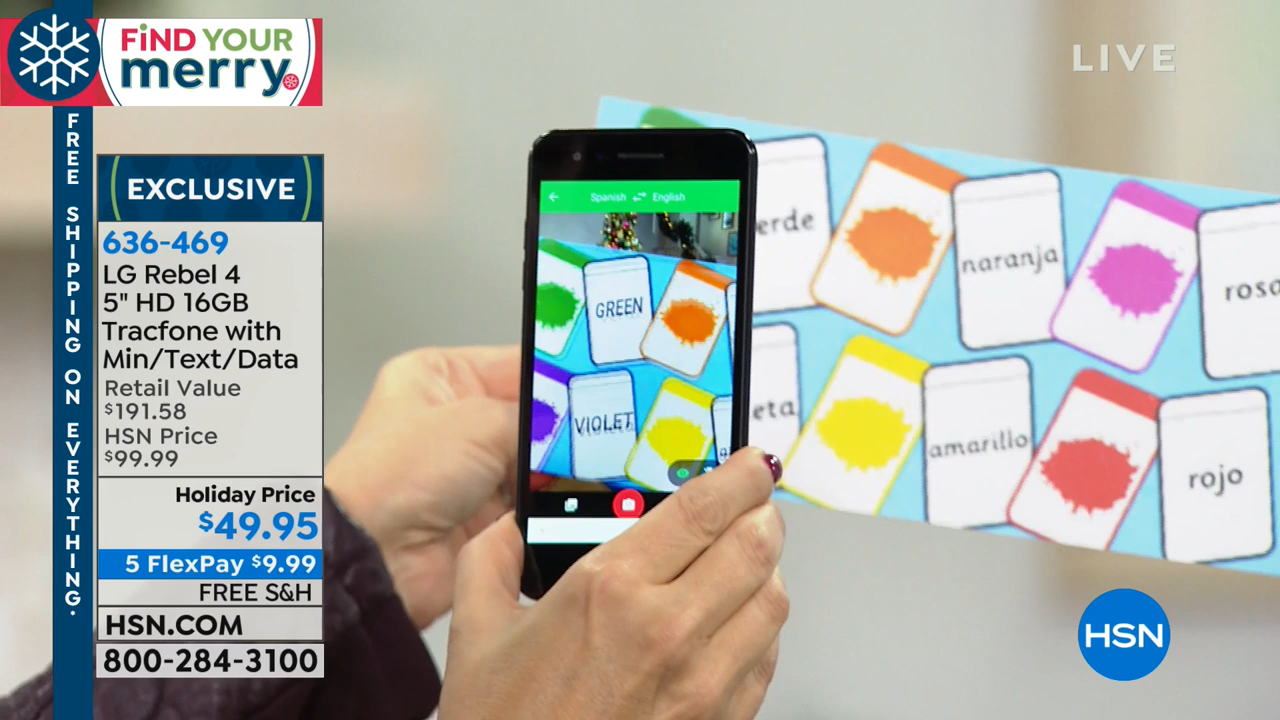 FiND YOUR
merry
LIVE
FREE SHIPPING ON EVERYTHING.
EXCLUSIVE
636-469
LG Rebel 4
5" HD 16GB
Tracfone with
Min/Text/Data
Retail Value
$191.58
HSN Price
$99.99
Holiday Price
$49.95
5 FlexPay $9.99
FREE S&H
HSN.COM
800-284-3100
Spanish
English
GREEN
VIOLET
erde
naranja
rosa
eta
amarillo
rojo
HSN